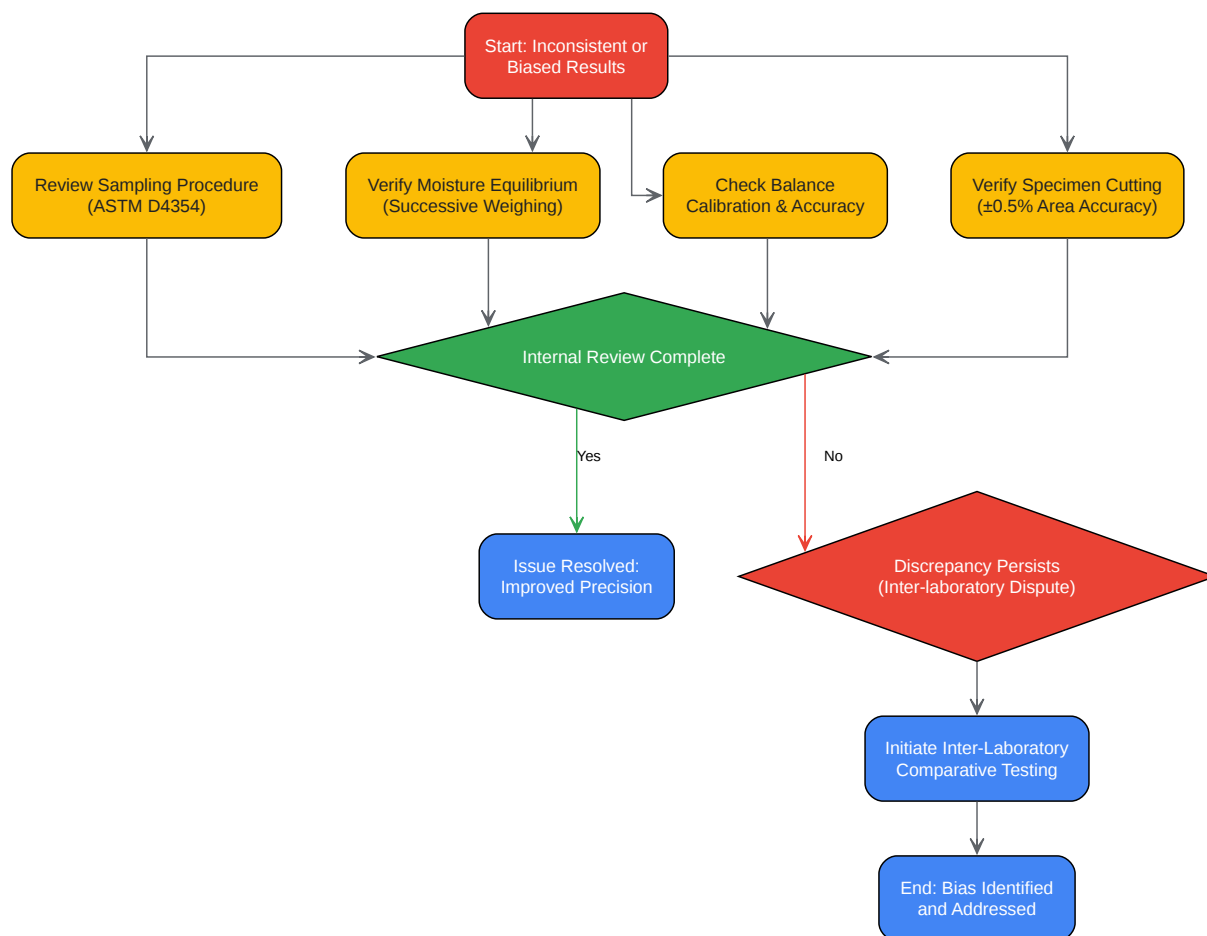 Start: Inconsistent or
Biased Results
Review Sampling Procedure
(ASTM D4354)
Verify Moisture Equilibrium
(Successive Weighing)
Check Balance
Calibration & Accuracy
Verify Specimen Cutting
(±0.5% Area Accuracy)
Internal Review Complete
Yes
No
Issue Resolved:
Improved Precision
Discrepancy Persists
(Inter-laboratory Dispute)
Initiate Inter-Laboratory
Comparative Testing
End: Bias Identified
and Addressed